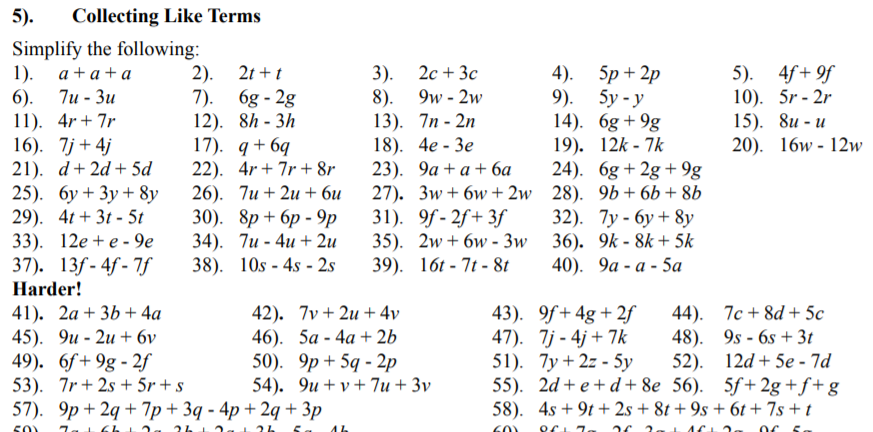 5). Collecting Like Terms
Simplify the following:
1). a + a + a 2). 2t + t 3). 2c + 3c 4). 5p + 2p 5). 4f + 9f
6). 7u - 3u 7). 6g - 2g 8). 9w - 2w 9). 5y - y 10). 5r - 2r
11). 4r + 7r 12). 8h - 3h 13). 7n - 2n 14). 6g + 9g 15). 8u - u
16). 7j + 4j 17). q + 6q 18). 4e - 3e 19). 12k - 7k 20). 16w - 12w
21). d + 2d + 5d 22). 4r + 7r + 8r 23). 9a + a + 6a 24). 6g + 2g + 9g
25). 6y + 3y + 8y 26). 7u + 2u + 6u 27). 3w + 6w + 2w 28). 9b + 6b + 8b
29). 4t + 3t - 5t 30). 8p + 6p - 9p 31). 9f - 2f + 3f 32). 7y - 6y + 8y
33). 12e + e - 9e 34). 7u - 4u + 2u 35). 2w + 6w - 3w 36). 9k - 8k + 5k
37). 13f - 4f - 7f 38). 10s - 4s - 2s 39). 16t - 7t - 8t 40). 9a - a - 5a
Harder!
41). 2a + 3b + 4a 42). 7v + 2u + 4v 43). 9f + 4g + 2f 44). 7c + 8d + 5c
45). 9u - 2u + 6v 46). 5a - 4a + 2b 47). 7j - 4j + 7k 48). 9s - 6s + 3t
49). 6f + 9g - 2f 50). 9p + 5q - 2p 51). 7y + 2z - 5y 52). 12d + 5e - 7d
53). 7r + 2s + 5r + s 54). 9u + v + 7u + 3v 55). 2d + e + d + 8e 56). 5f + 2g + f + g
57). 9p + 2q + 7p + 3q - 4p + 2q + 3p 58). 4s + 9t + 2s + 8t + 9s + 6t + 7s + t